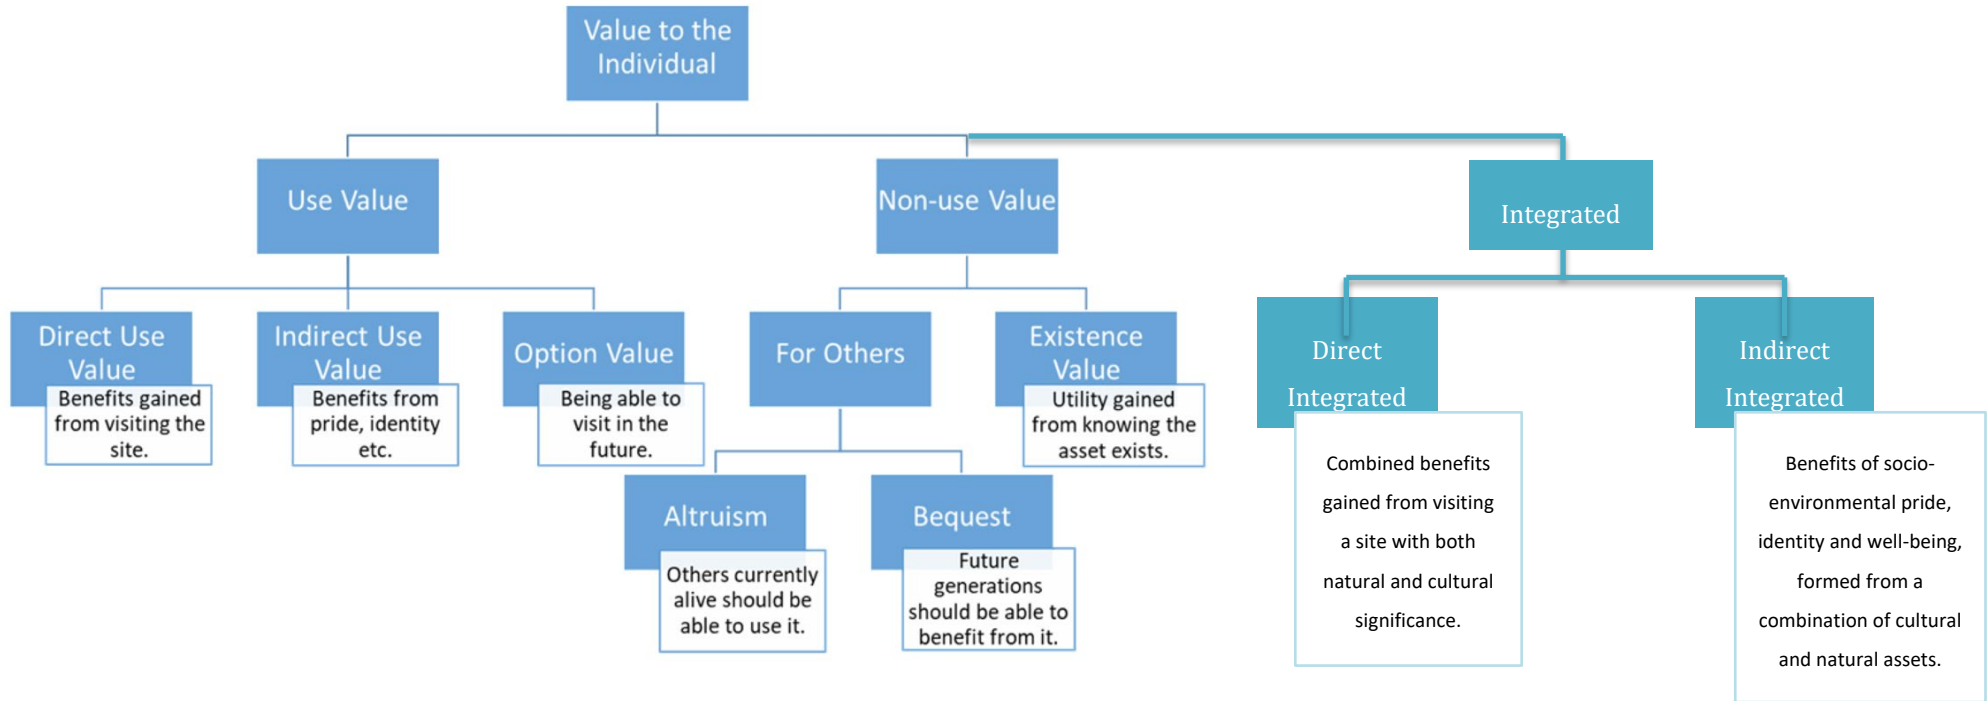 Value to the
Individual
Use Value
Non-use Value
Integrated
Direct Use
Value
Benefits gained
from visiting the
site.
Indirect Use
Value
Benefits from
pride, identity
etc.
Option Value
Being able to
visit in the
future.
For Others
Existence
Value
Utility gained
from knowing the
asset exists.
Direct
Integrated
Combined benefits
gained from visiting
a site with both
natural and cultural
significance.
Indirect
Integrated
Benefits of socio-
environmental pride,
identity and well-being,
formed from a
combination of cultural
and natural assets.
Altruism
Others currently
alive should be
able to use it.
Bequest
Future
generations
should be able to
benefit from it.